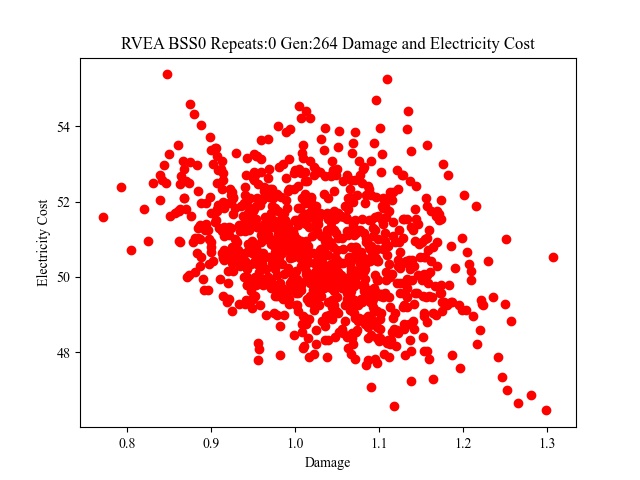 RVEA BSS0 Repeats:0 Gen:264 Damage and Electricity Cost
54
52
50
48
Electricity Cost
0.8 0.9 1.0 1.1 1.2 1.3
Damage